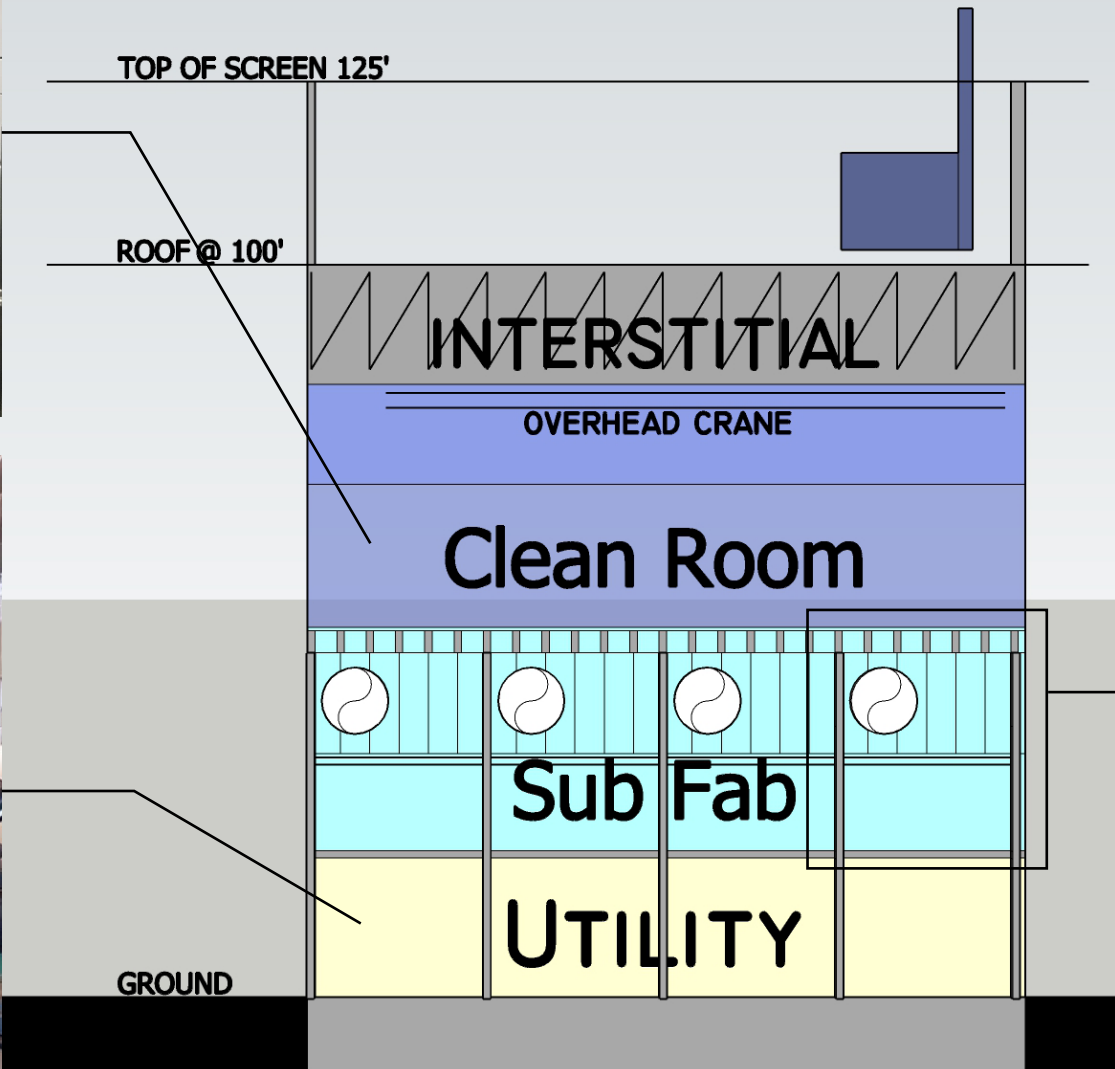 TOP OF SCREEN 125'
ROOF @ 100'
INTERSTITIAL
OVERHEAD CRANE
Clean Room
Sub Fab
UTILITY
GROUND